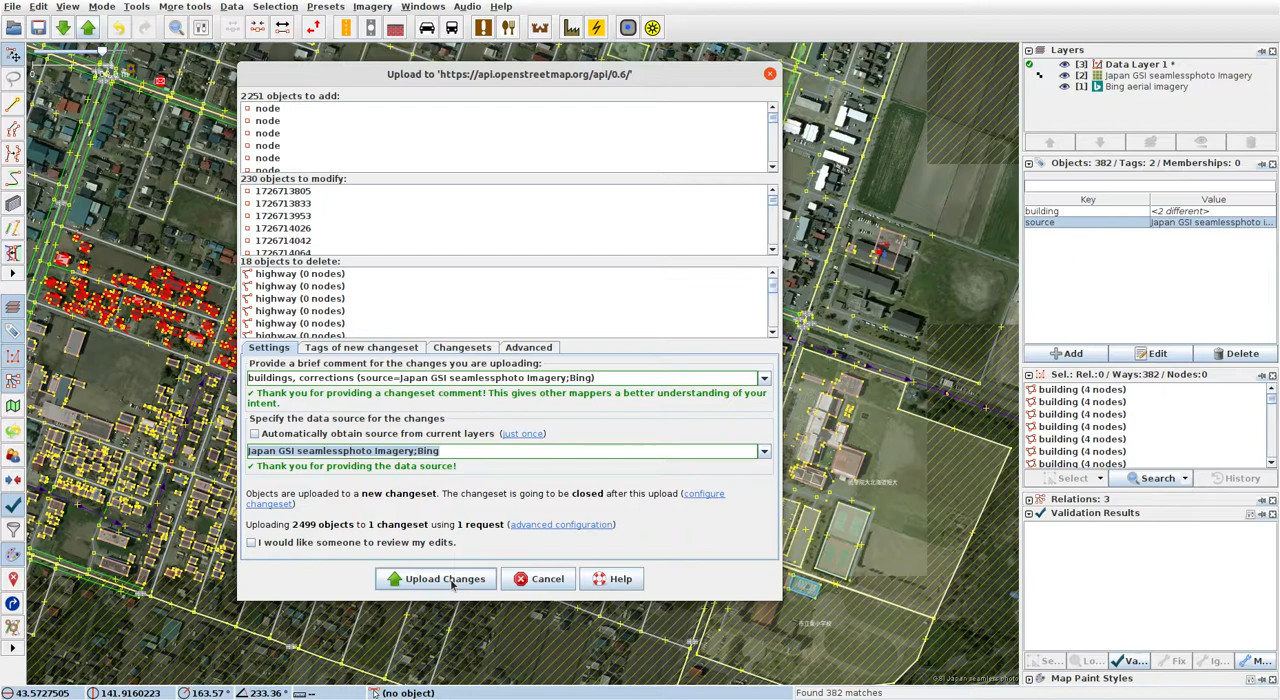 File Edit View Mode Tools More tools Data Selection Presets Imagery Windows Audio Help
Upload to 'https://api.openstreetmap.org/api/0.6/'
2251 objects to add:
node
node
node
node
node
node
230 objects to modify:
1726713805
1726713833
1726713953
1726714026
1726714042
1726714064
18 objects to delete:
highway (0 nodes)
highway (0 nodes)
highway (0 nodes)
highway (0 nodes)
highway (0 nodes)
highway (0 nodes)
Settings Tags of new changeset Changesets Advanced
Provide a brief comment for the changes you are uploading:
buildings, corrections (source=Japan GSI seamlessphoto Imagery;Bing)
✔ Thank you for providing a changeset comment! This gives other mappers a better understanding of your
intent.
Specify the data source for the changes
Automatically obtain source from current layers (just once)
Japan GSI seamlessphoto Imagery;Bing
✔ Thank you for providing the data source!
Objects are uploaded to a new changeset. The changeset is going to be closed after this upload (configure
changeset)
Uploading 2499 objects to 1 changeset using 1 request (advanced configuration)
I would like someone to review my edits.
Upload Changes Cancel Help
Layers
[3] Data Layer 1 *
[2] Japan GSI seamlessphoto Imagery
[1] Bing aerial imagery
Objects: 382 / Tags: 2 / Memberships: 0
Key Value
building <2 different>
source Japan GSI seamlessphoto i...
Add Edit Delete
Sel.: Rel.:0 / Ways:382 / Nodes:0
building (4 nodes)
building (4 nodes)
building (4 nodes)
building (4 nodes)
building (4 nodes)
building (4 nodes)
building (4 nodes)
Select Search History
Relations: 3
Validation Results
Se... Lo... Va... Fix Ig... M...
Map Paint Styles
43.5727505 141.9160223 163.57 ° 233.36 ° -- (no object) Found 382 matches